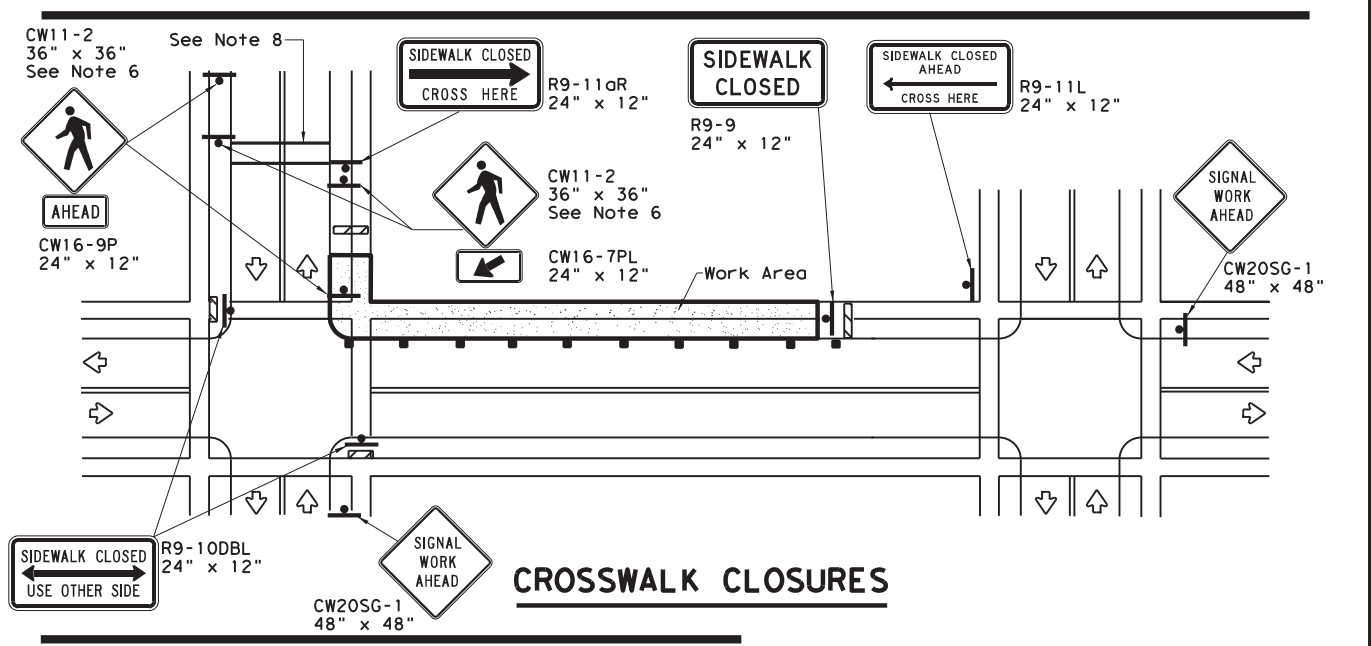 CW11-2
36" x 36"
See Note 6
AHEAD
CW16-9P
24" x 12"
See Note 8
SIDEWALK CLOSED
CROSS HERE
R9-11aR
24" x 12"
CW11-2
36" x 36"
See Note 6
CW16-7PL
24" x 12"
SIDEWALK
CLOSED
R9-9
24" x 12"
SIDEWALK CLOSED
AHEAD
CROSS HERE
R9-11L
24" x 12"
SIGNAL
WORK
AHEAD
CW20SG-1
48" x 48"
Work Area
SIDEWALK CLOSED
USE OTHER SIDE
R9-10DBL
24" x 12"
SIGNAL
WORK
AHEAD
CW20SG-1
48" x 48"
CROSSWALK CLOSURES